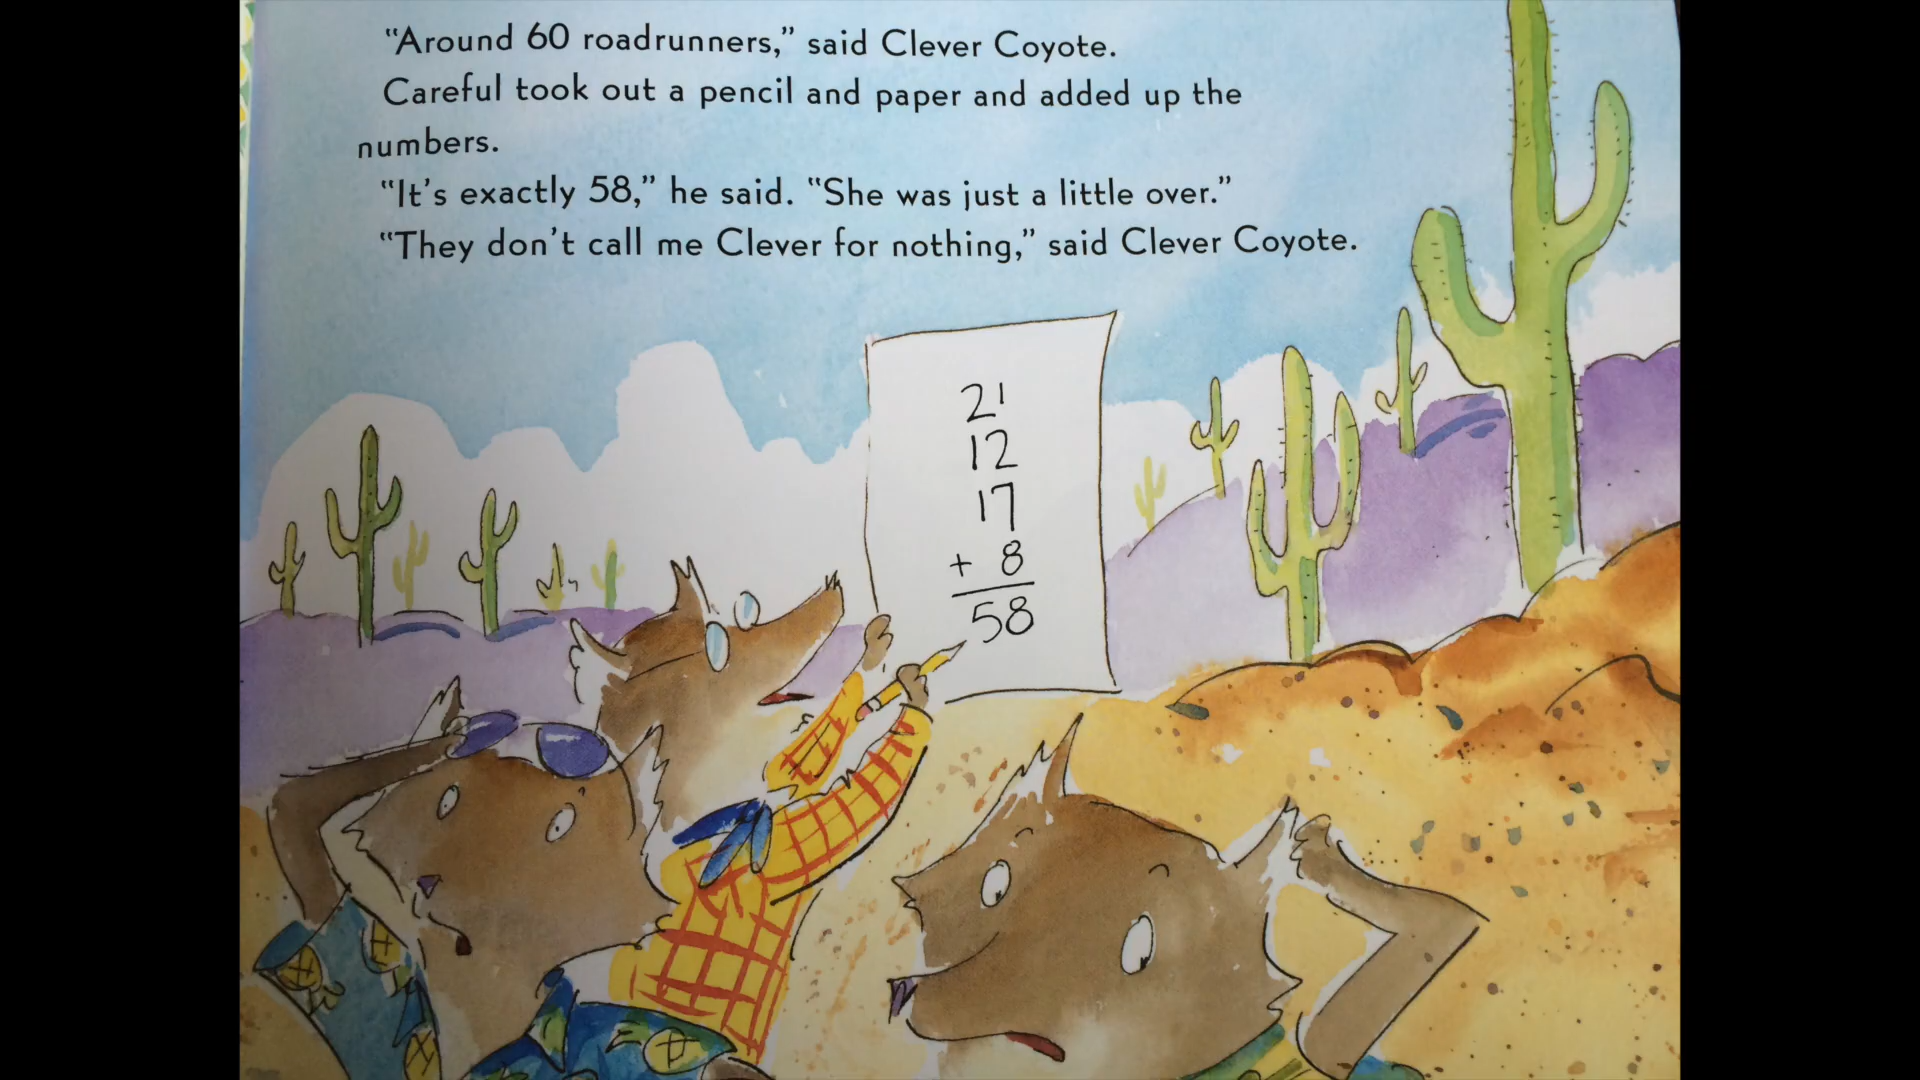 “Around 60 roadrunners,” said Clever Coyote.
Careful took out a pencil and paper and added up the
numbers.
“It’s exactly 58,” he said. “She was just a little over.”
“They don’t call me Clever for nothing,” said Clever Coyote.
21
12
17
+ 8
58